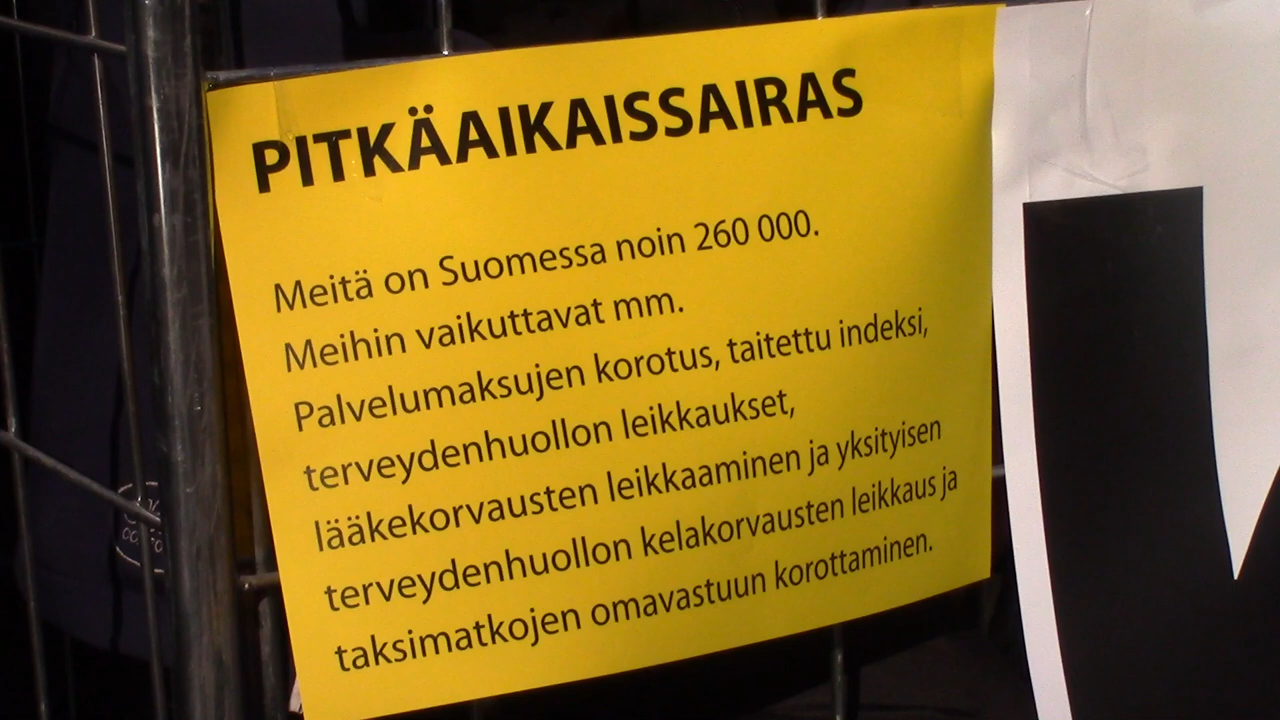 PITKÄAIKAISSAIRAS
Meitä on Suomessa noin 260 000.
Meihin vaikuttavat mm.
Palvelumaksujen korotus, taitettu indeksi,
terveydenhuollon leikkaukset,
lääkekorvausten leikkaaminen ja yksityisen
terveydenhuollon kelakorvausten leikkaus ja
taksimatkojen omavastuun korottaminen.